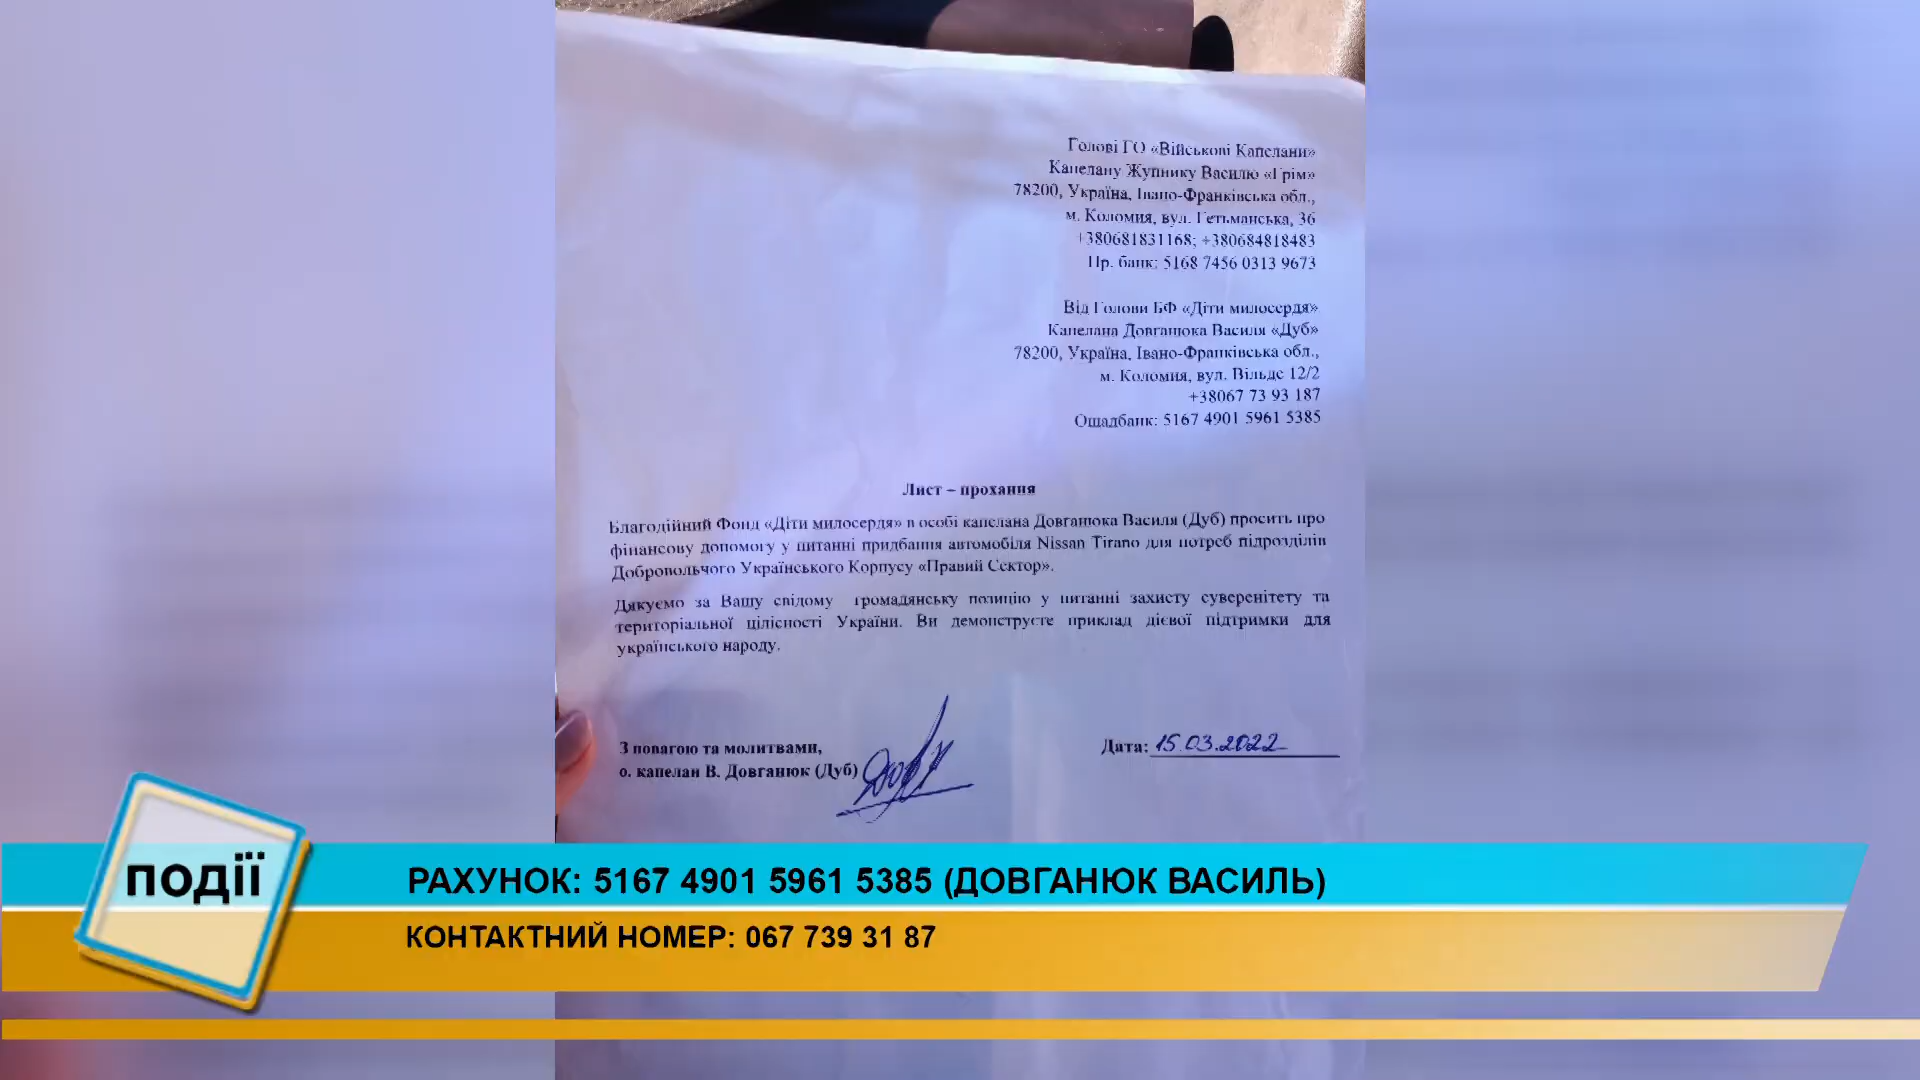 Голові ГО «Військові Капелани»
Капелану Жупнику Василю «Грім»
78200, Україна, Івано-Франківська обл.,
м. Коломия, вул. Гетьманська, 36
+380681831168; +380684818483
Пр. банк: 5168 7456 0313 9673
Від Голови БФ «Діти милосердя»
Капелана Довганюка Василя «Дуб»
78200, Україна, Івано-Франківська обл.,
м. Коломия, вул. Вільде 12/2
+38067 73 93 187
Ощадбанк: 5167 4901 5961 5385
Лист – прохання
Благодійний Фонд «Діти милосердя» в особі капелана Довганюка Василя (Дуб) просить про
фінансову допомогу у питанні придбання автомобіля Nissan Tirano для потреб підрозділів
Добровольчого Українського Корпусу «Правий Сектор».
Дякуємо за Вашу свідому громадянську позицію у питанні захисту суверенітету та
територіальної цілісності України. Ви демонструєте приклад дієвої підтримки для
українського народу.
З повагою та молитвами,
о. капелан В. Довганюк (Дуб)
Дата: 15.03.2022
події
РАХУНОК: 5167 4901 5961 5385 (ДОВГАНЮК ВАСИЛЬ)
КОНТАКТНИЙ НОМЕР: 067 739 31 87